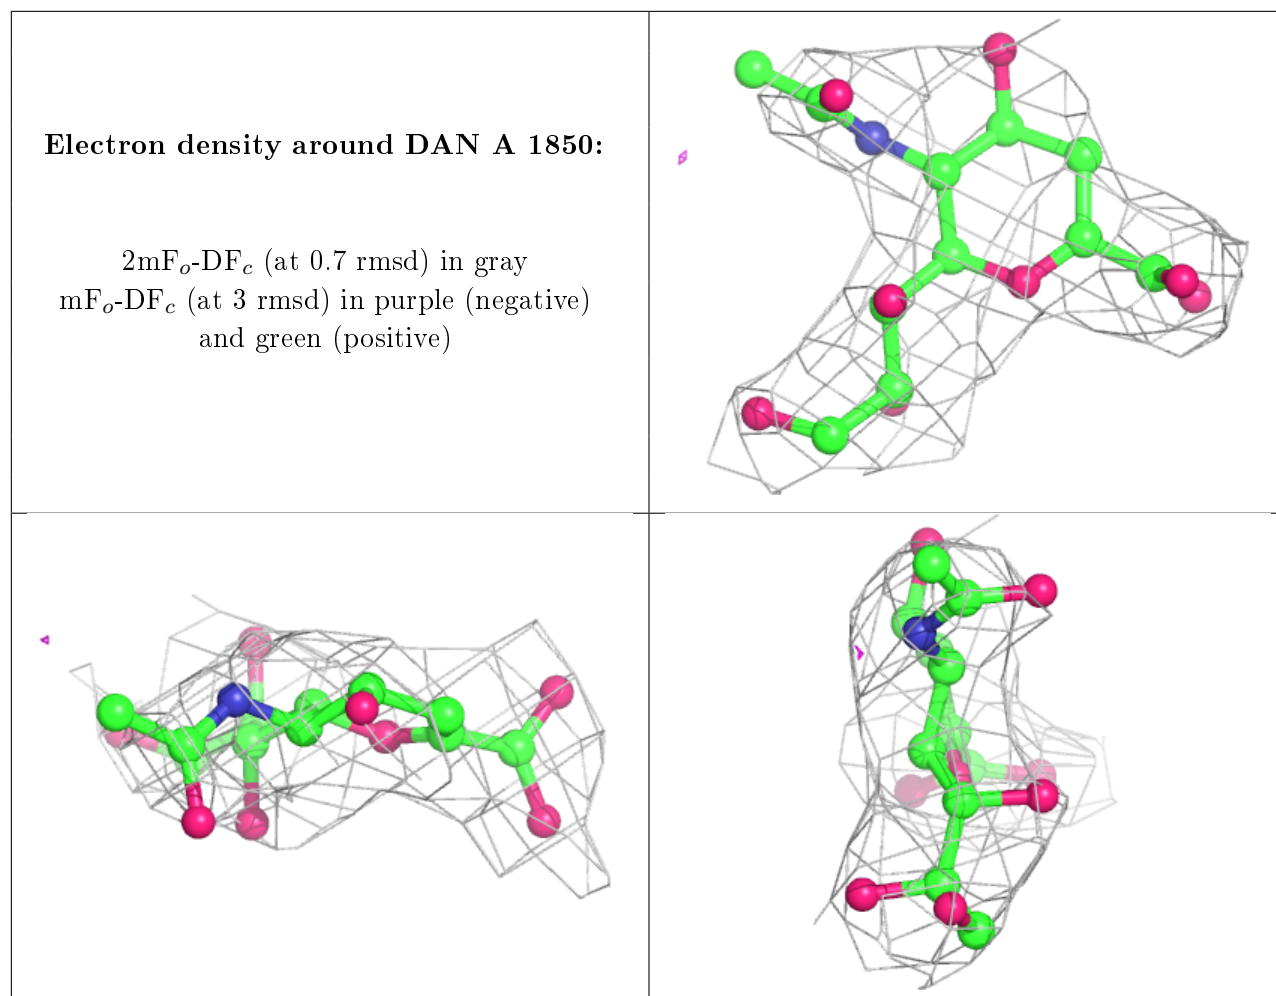 Electron density around DAN A 1850:
2mFo-DFc (at 0.7 rmsd) in gray
mFo-DFc (at 3 rmsd) in purple (negative)
and green (positive)